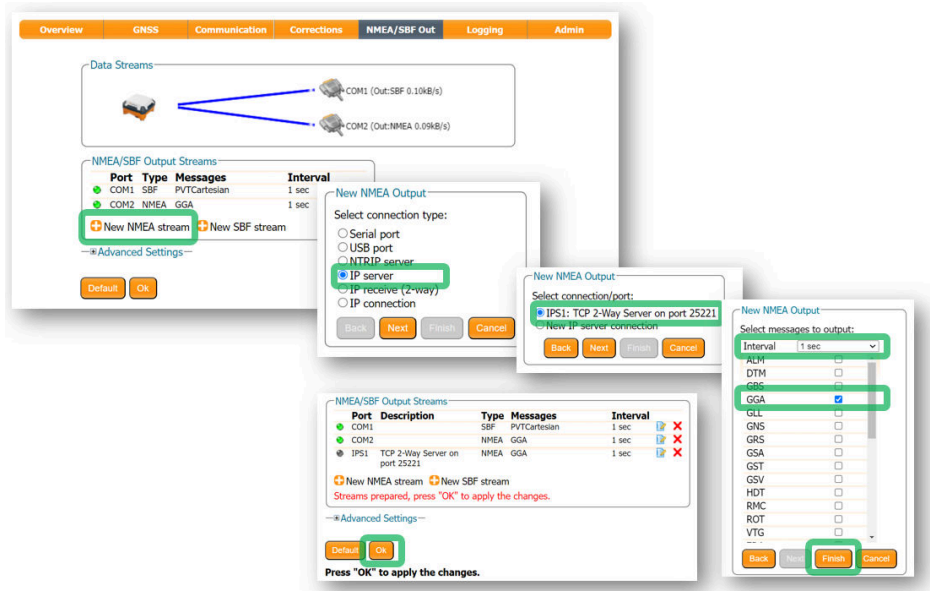 Overview GNSS Communication Corrections NMEA/SBF Out Logging Admin
Data Streams
COM1 (Out:SBF 0.10kB/s)
COM2 (Out:NMEA 0.09kB/s)
NMEA/SBF Output Streams
Port Type Messages Interval
COM1 SBF PVTCartesian 1 sec
COM2 NMEA GGA 1 sec
New NMEA stream New SBF stream
Advanced Settings
Default Ok
New NMEA Output
Select connection type:
Serial port
USB port
NTRIP server
IP server
IP receive (2-way)
IP connection
Back Next Finish Cancel
New NMEA Output
Select connection/port:
IPS1: TCP 2-Way Server on port 25221
New IP server connection
Back Next Finish Cancel
New NMEA Output
Select messages to output:
Interval 1 sec
ALM
DTM
GBS
GGA
GLL
GNS
GRS
GSA
GST
GSV
HDT
RMC
ROT
VTG
Back Next Finish Cancel
NMEA/SBF Output Streams
Port Description Type Messages Interval
COM1 SBF PVTCartesian 1 sec
COM2 NMEA GGA 1 sec
IPS1 TCP 2-Way Server on NMEA GGA 1 sec
port 25221
New NMEA stream New SBF stream
Streams prepared, press "OK" to apply the changes.
Advanced Settings
Default Ok
Press "OK" to apply the changes.